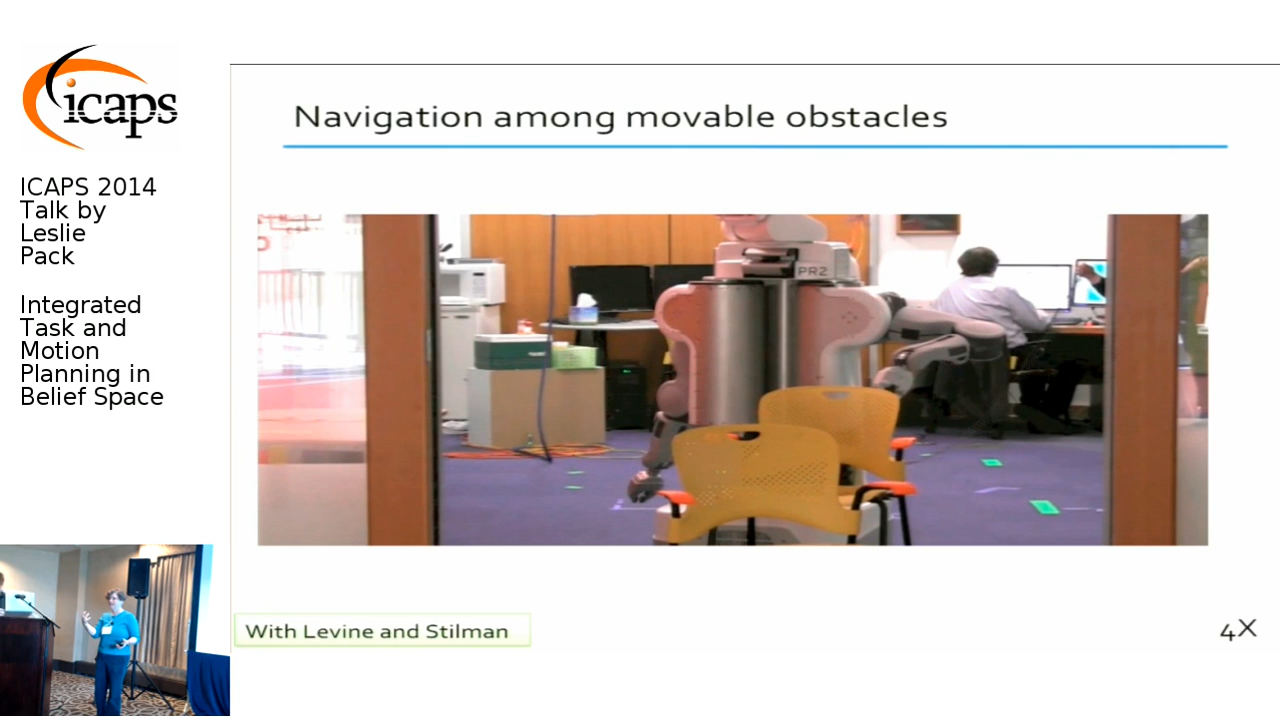 icaps
ICAPS 2014
Talk by
Leslie
Pack
Integrated
Task and
Motion
Planning in
Belief Space
Navigation among movable obstacles
PR2
With Levine and Stilman
4X